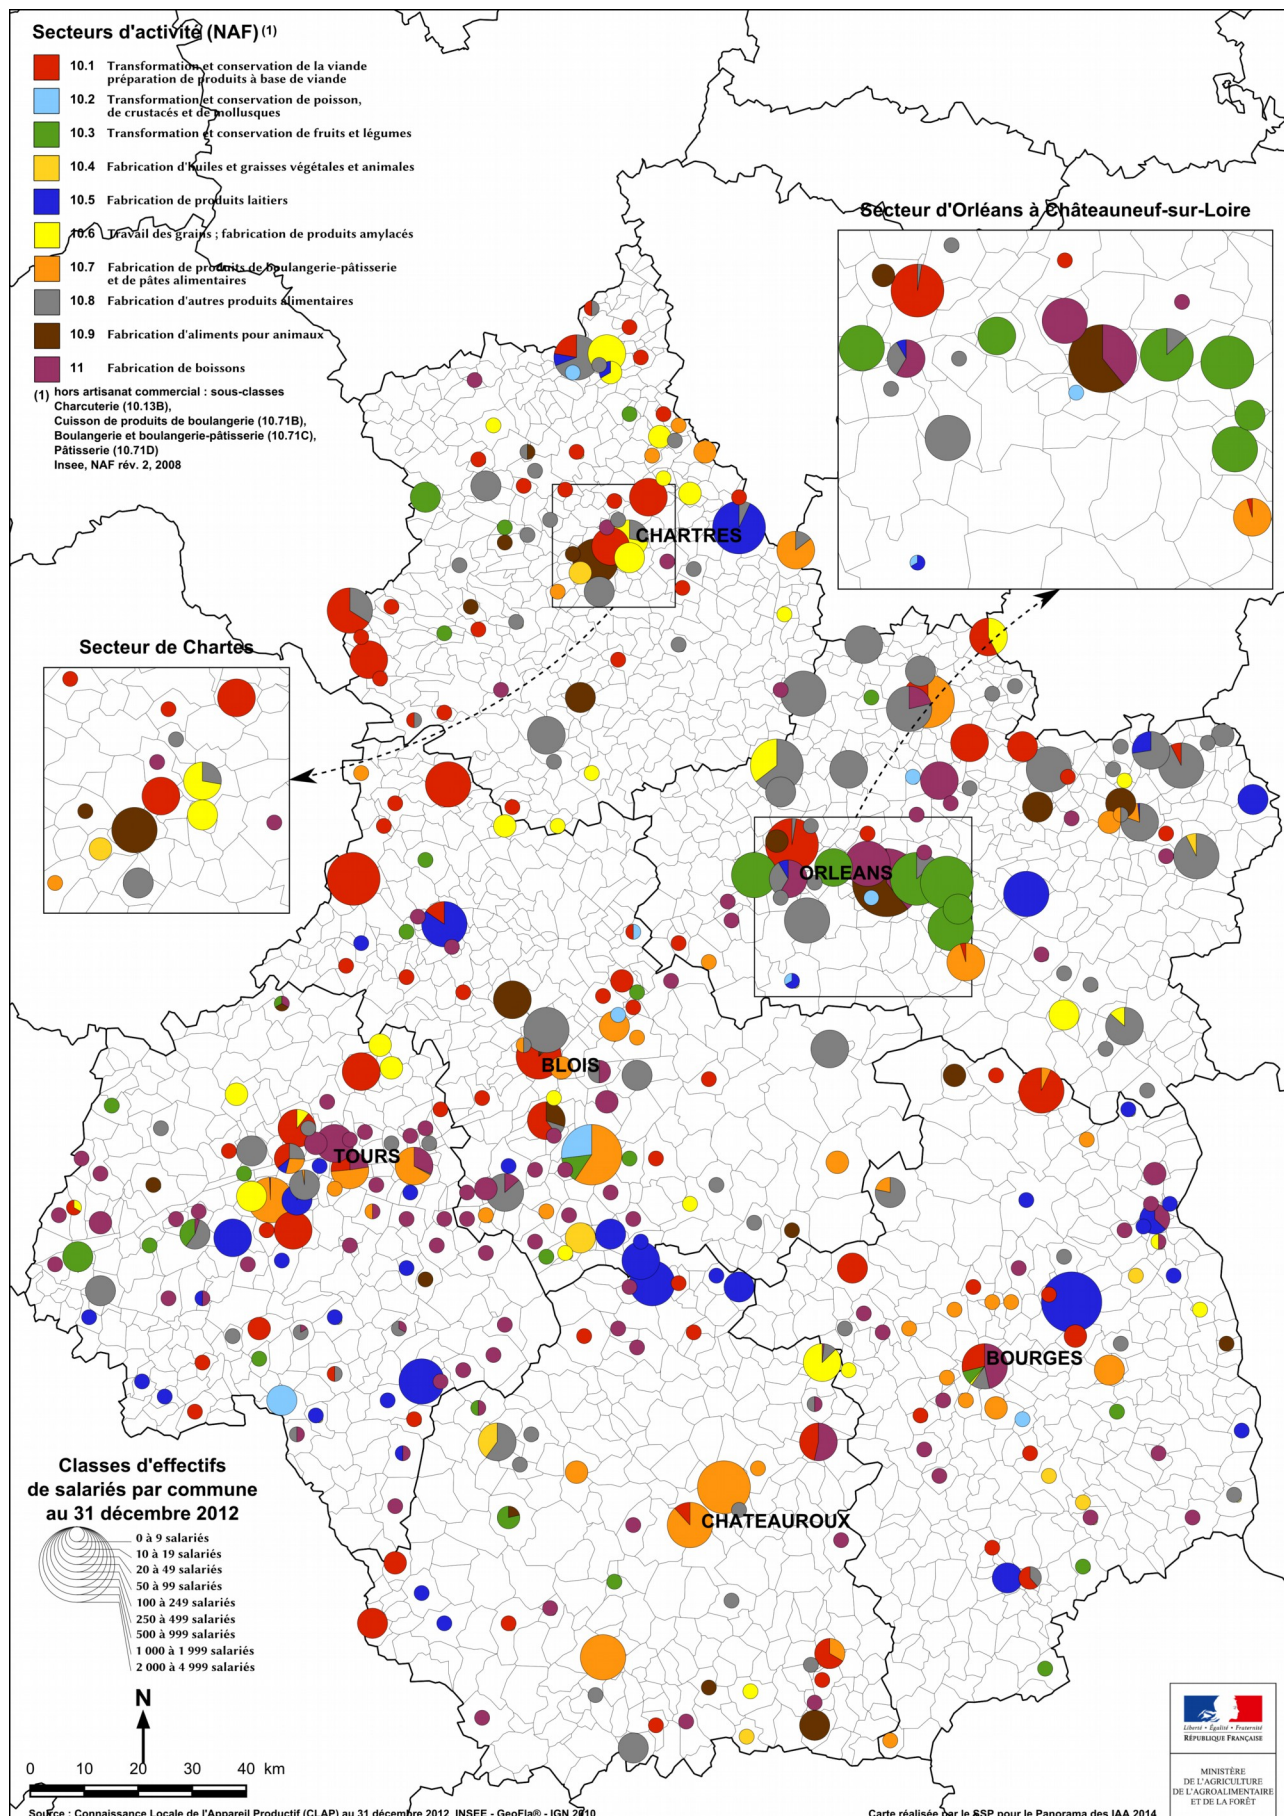 Secteurs d'activité (NAF) (1)
10.1 Transformation et conservation de la viande
préparation de produits à base de viande
10.2 Transformation et conservation de poisson,
de crustacés et de mollusques
10.3 Transformation et conservation de fruits et légumes
10.4 Fabrication d'huiles et graisses végétales et animales
10.5 Fabrication de produits laitiers
10.6 Travail des grains ; fabrication de produits amylacés
10.7 Fabrication de produits de boulangerie-pâtisserie
et de pâtes alimentaires
10.8 Fabrication d'autres produits alimentaires
10.9 Fabrication d'aliments pour animaux
11 Fabrication de boissons
(1) hors artisanat commercial : sous-classes
Charcuterie (10.13B),
Cuisson de produits de boulangerie (10.71B),
Boulangerie et boulangerie-pâtisserie (10.71C),
Pâtisserie (10.71D)
Insee, NAF rév. 2, 2008
Secteur d'Orléans à Châteauneuf-sur-Loire
CHARTRES
Secteur de Chartes
ORLEANS
BLOIS
TOURS
BOURGES
CHATEAUROUX
Classes d'effectifs
de salariés par commune
au 31 décembre 2012
0 à 9 salariés
10 à 19 salariés
20 à 49 salariés
50 à 99 salariés
100 à 249 salariés
250 à 499 salariés
500 à 999 salariés
1 000 à 1 999 salariés
2 000 à 4 999 salariés
N
0 10 20 30 40 km
Liberté • Égalité • Fraternité
RÉPUBLIQUE FRANÇAISE
MINISTÈRE
DE L'AGRICULTURE
DE L'AGROALIMENTAIRE
ET DE LA FORÊT
Source : Connaissance Locale de l'Appareil Productif (CLAP) au 31 décembre 2012, INSEE - GeoFla® - IGN 2010
Carte réalisée par le SSP pour le Panorama des IAA 2014